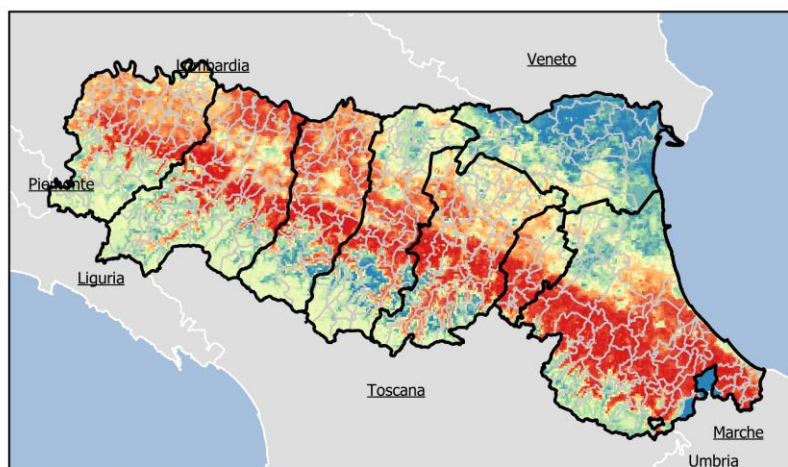 Lombardia
Veneto
Piemonte
Liguria
Toscana
Marche
Umbria